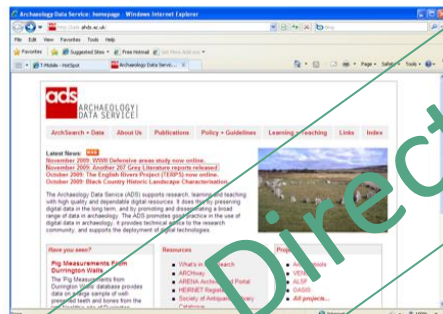 Archaeology Data Service: homepage - Windows Internet Explorer
File Edit View Favorites Tools Help
Favorites Suggested Sites Free Hotmail
T-Mobile - HotSpot Archaeology Data Servic...
Page Safety Tools
ads
ARCHAEOLOGY
DATA SERVICE
ArchSearch + Data About Us Publications Policy + Guidelines Learning + Teaching Links Index
Latest News:
November 2009: WWII Defensive areas study now online.
November 2009: Another 207 Grey Literature reports released
October 2009: The English Rivers Project (TERPS) now online.
October 2009: Black Country Historic Landscape Characterisation
The Archaeology Data Service (ADS) supports research, learning and teaching
with high quality and dependable digital resources. It does this by preserving
digital data in the long term, and by promoting and disseminating a broad
range of data in archaeology. The ADS promotes good practice in the use of
digital data in archaeology, it provides technical advice to the research
community, and supports the deployment of digital technologies.
Have you seen?
Pig Measurements From
Durrington Walls
The 'Pig Measurements from
Durrington Walls' database provides
data on a large sample of well-
preserved teeth and bones from the
Resources
What's in
ARCHway
ARENA Portal
HEIRNET
Society of Antiquaries
Catalogue
ALSF
OASIS
All projects...
Direct